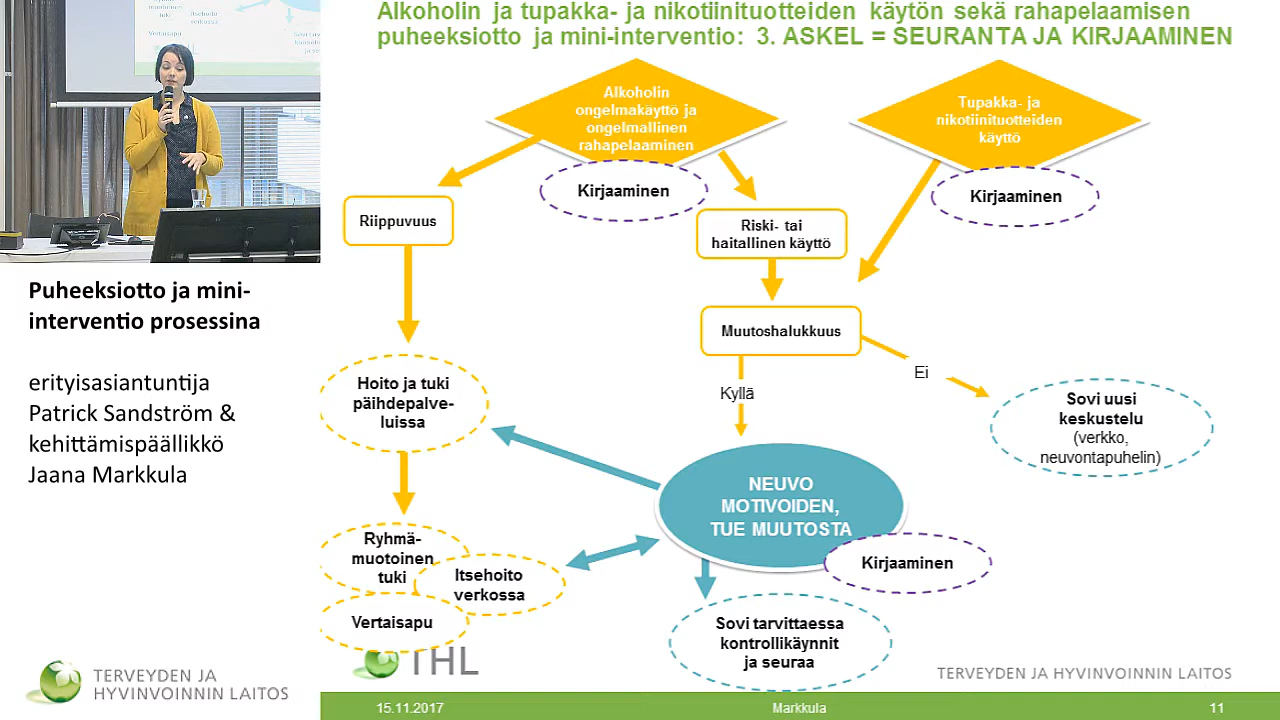 Alkoholin ja tupakka- ja nikotiinituotteiden käytön sekä rahapelaamisen
puheeksiotto ja mini-interventio: 3. ASKEL = SEURANTA JA KIRJAAMINEN
Alkoholin
ongelmakäyttö ja
ongelmallinen
rahapelaaminen
Tupakka- ja
nikotiinituotteiden
käyttö
Kirjaaminen
Kirjaaminen
Riippuvuus
Riski- tai
haitallinen käyttö
Muutoshalukkuus
Kyllä
Ei
Hoito ja tuki
päihdepalve-
luissa
Sovi uusi
keskustelu
(verkko,
neuvontapuhelin)
NEUVO
MOTIVOIDEN,
TUE MUUTOSTA
Kirjaaminen
Ryhmä-
muotoinen
tuki
Itsehoito
verkossa
Vertaisapu
Sovi tarvittaessa
kontrollikäynnit
ja seuraa
THL
TERVEYDEN JA HYVINVOINNIN LAITOS
15.11.2017
Markkula
11
Vertaisapu
Puheeksiotto ja mini-
interventio prosessina
erityisasiantuntija
Patrick Sandström &
kehittämispäällikkö
Jaana Markkula
TERVEYDEN JA
HYVINVOINNIN LAITOS